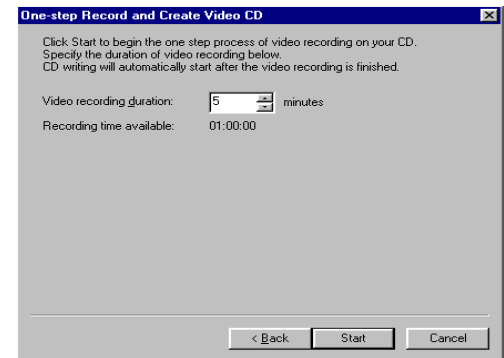 One-step Record and Create Video CD
Click Start to begin the one step process of video recording on your CD.
Specify the duration of video recording below.
CD writing will automatically start after the video recording is finished.
Video recording duration: 5 minutes
Recording time available: 01:00:00
< Back Start Cancel